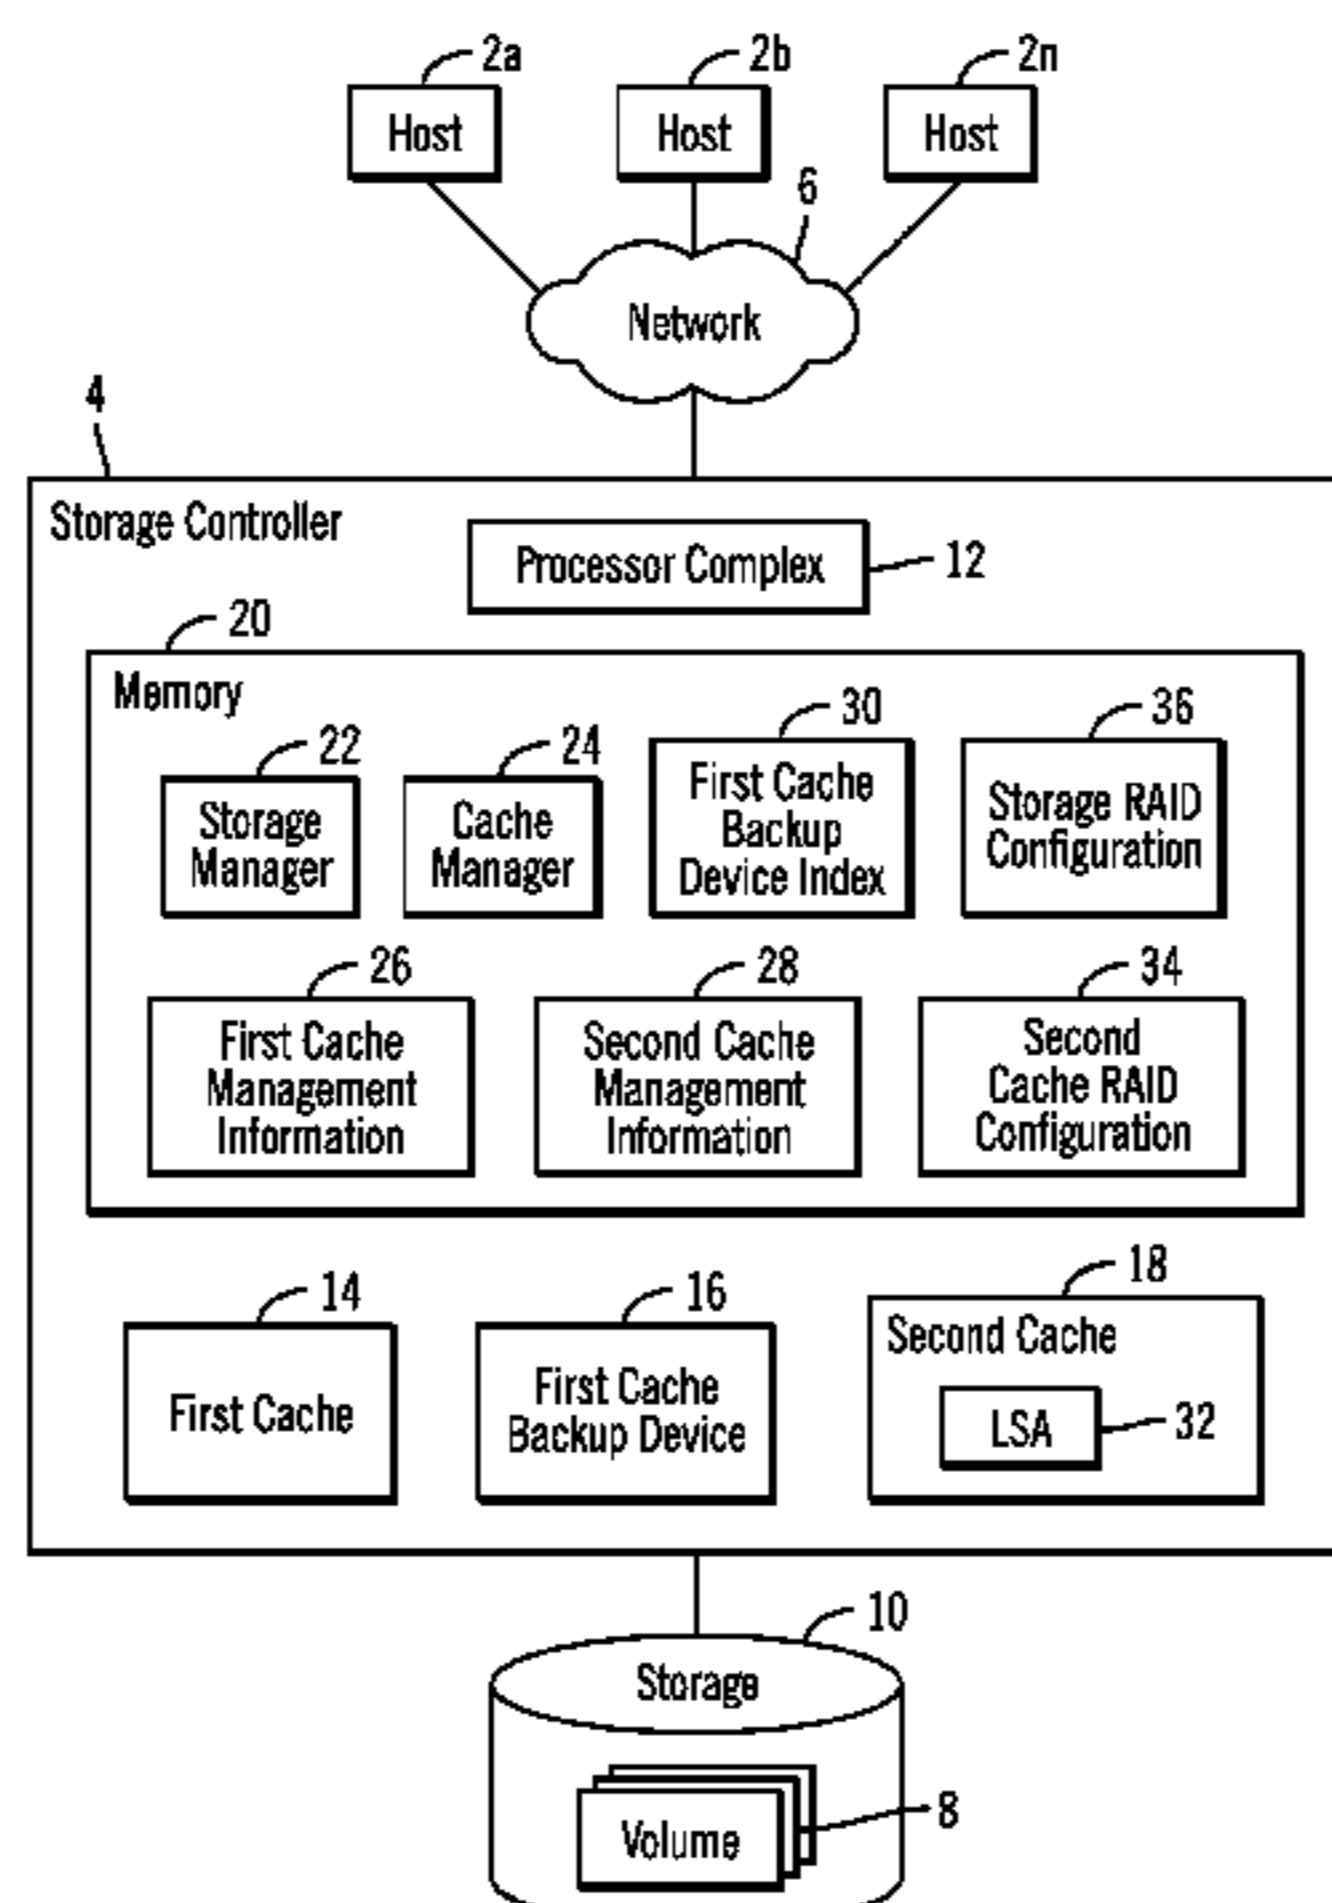 2a
2b
2n
Host
Host
Host
6
Network
4
Storage Controller
Processor Complex
12
20
Memory
22
24
30
36
Storage
Manager
Cache
Manager
First Cache
Backup
Device Index
Storage RAID
Configuration
26
28
34
First Cache
Management
Information
Second Cache
Management
Information
Second
Cache RAID
Configuration
14
16
18
First Cache
First Cache
Backup Device
Second Cache
LSA
32
10
Storage
Volume
8